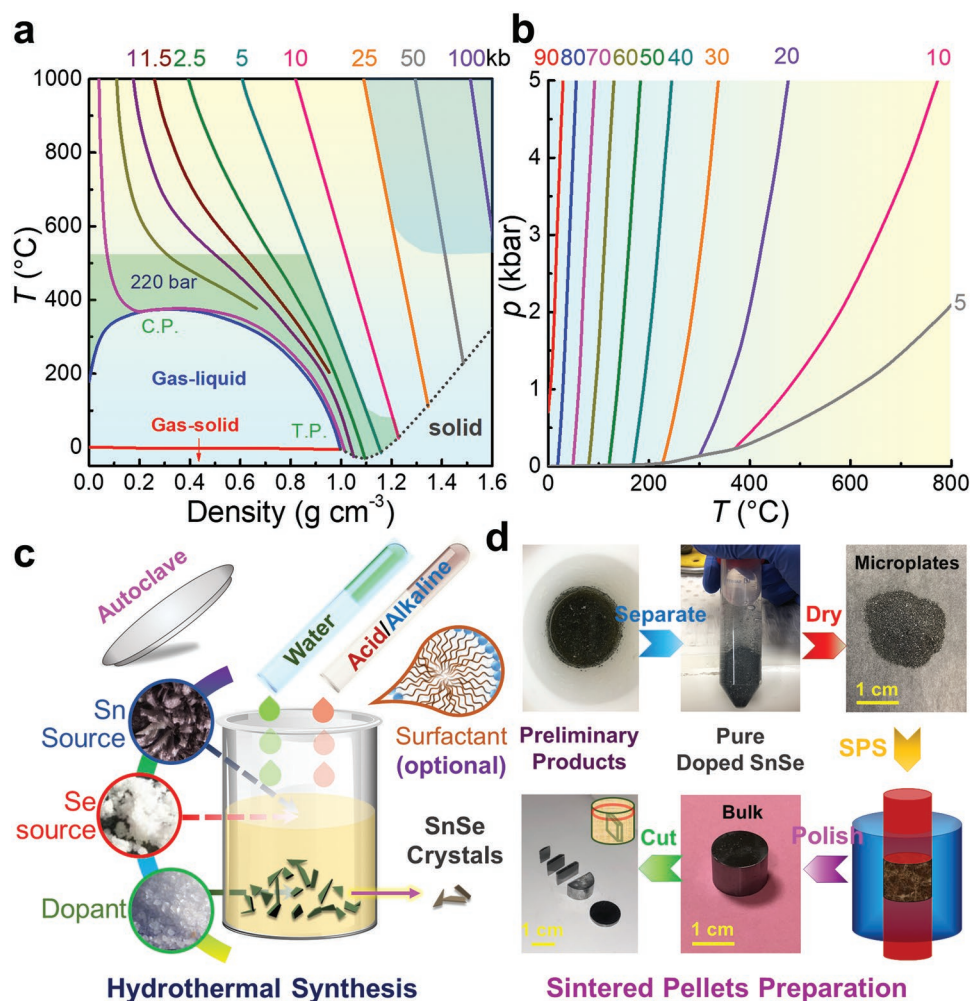 a
11.5 2.5 5 10 25 50 100kb
1000
800
600
400
200
0
T (°C)
220 bar
C.P.
Gas-liquid
Gas-solid
T.P.
solid
0.0 0.2 0.4 0.6 0.8 1.0 1.2 1.4 1.6
Density (g cm-3)
b
90 80 70 60 50 40 30 20 10
5
4
3
2
1
0
p (kbar)
5
0 200 400 600 800
T (°C)
c
Autoclave
Water
Acid/Alkaline
Sn
Source
Surfactant
(optional)
Se
source
SnSe
Crystals
Dopant
Hydrothermal Synthesis
d
Separate
Dry
Microplates
1 cm
Preliminary
Products
Pure
Doped SnSe
SPS
Cut
Bulk
Polish
1 cm
1 cm
Sintered Pellets Preparation